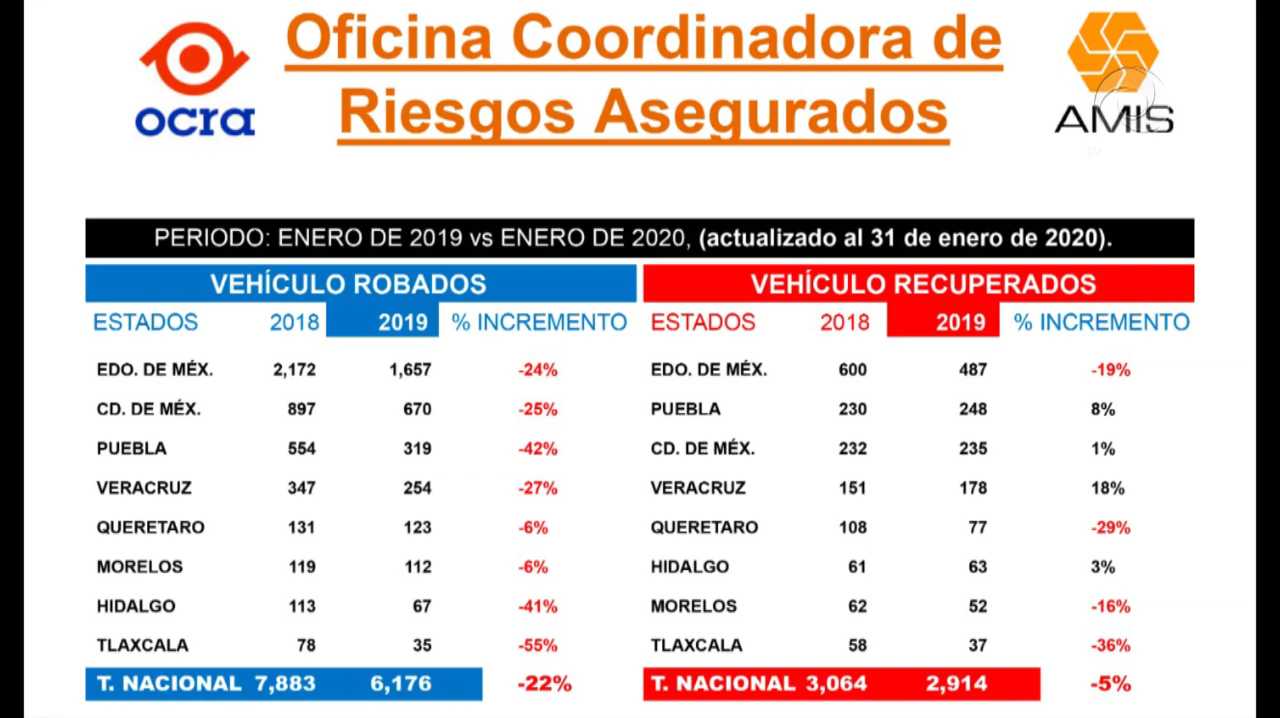 Oficina Coordinadora de
Riesgos Asegurados
ocra
AMIS
tv
PERIODO: ENERO DE 2019 vs ENERO DE 2020, (actualizado al 31 de enero de 2020).
VEHÍCULO ROBADOS VEHÍCULO RECUPERADOS
ESTADOS 2018 2019 % INCREMENTO ESTADOS 2018 2019 % INCREMENTO
EDO. DE MÉX. 2,172 1,657 -24% EDO. DE MÉX. 600 487 -19%
CD. DE MÉX. 897 670 -25% PUEBLA 230 248 8%
PUEBLA 554 319 -42% CD. DE MÉX. 232 235 1%
VERACRUZ 347 254 -27% VERACRUZ 151 178 18%
QUERETARO 131 123 -6% QUERETARO 108 77 -29%
MORELOS 119 112 -6% HIDALGO 61 63 3%
HIDALGO 113 67 -41% MORELOS 62 52 -16%
TLAXCALA 78 35 -55% TLAXCALA 58 37 -36%
T. NACIONAL 7,883 6,176 -22% T. NACIONAL 3,064 2,914 -5%